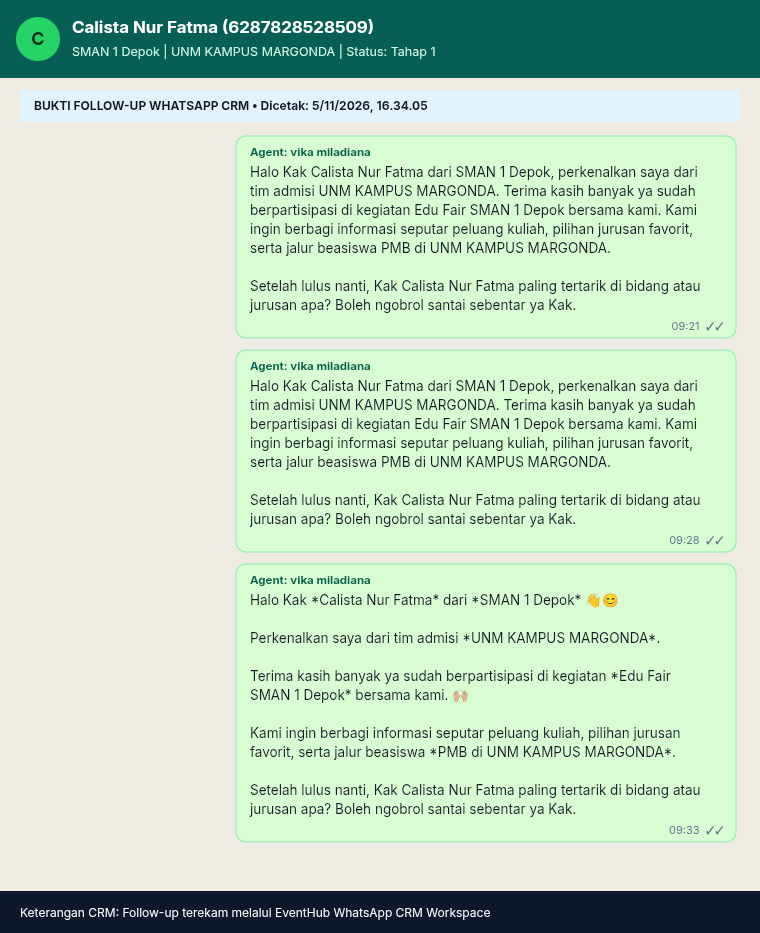 C
Calista Nur Fatma (6287828528509)
SMAN 1 Depok | UNM KAMPUS MARGONDA | Status: Tahap 1
BUKTI FOLLOW-UP WHATSAPP CRM • Dicetak: 5/11/2026, 16.34.05
Agent: vika miladiana
Halo Kak Calista Nur Fatma dari SMAN 1 Depok, perkenalkan saya dari
tim admisi UNM KAMPUS MARGONDA. Terima kasih banyak ya sudah
berpartisipasi di kegiatan Edu Fair SMAN 1 Depok bersama kami. Kami
ingin berbagi informasi seputar peluang kuliah, pilihan jurusan favorit,
serta jalur beasiswa PMB di UNM KAMPUS MARGONDA.
Setelah lulus nanti, Kak Calista Nur Fatma paling tertarik di bidang atau
jurusan apa? Boleh ngobrol santai sebentar ya Kak.
09:21 ✓✓
Agent: vika miladiana
Halo Kak Calista Nur Fatma dari SMAN 1 Depok, perkenalkan saya dari
tim admisi UNM KAMPUS MARGONDA. Terima kasih banyak ya sudah
berpartisipasi di kegiatan Edu Fair SMAN 1 Depok bersama kami. Kami
ingin berbagi informasi seputar peluang kuliah, pilihan jurusan favorit,
serta jalur beasiswa PMB di UNM KAMPUS MARGONDA.
Setelah lulus nanti, Kak Calista Nur Fatma paling tertarik di bidang atau
jurusan apa? Boleh ngobrol santai sebentar ya Kak.
09:28 ✓✓
Agent: vika miladiana
Halo Kak *Calista Nur Fatma* dari *SMAN 1 Depok* 👋😊
Perkenalkan saya dari tim admisi *UNM KAMPUS MARGONDA*.
Terima kasih banyak ya sudah berpartisipasi di kegiatan *Edu Fair
SMAN 1 Depok* bersama kami. 🙌🏼
Kami ingin berbagi informasi seputar peluang kuliah, pilihan jurusan
favorit, serta jalur beasiswa *PMB di UNM KAMPUS MARGONDA*.
Setelah lulus nanti, Kak Calista Nur Fatma paling tertarik di bidang atau
jurusan apa? Boleh ngobrol santai sebentar ya Kak.
09:33 ✓✓
Keterangan CRM: Follow-up terekam melalui EventHub WhatsApp CRM Workspace